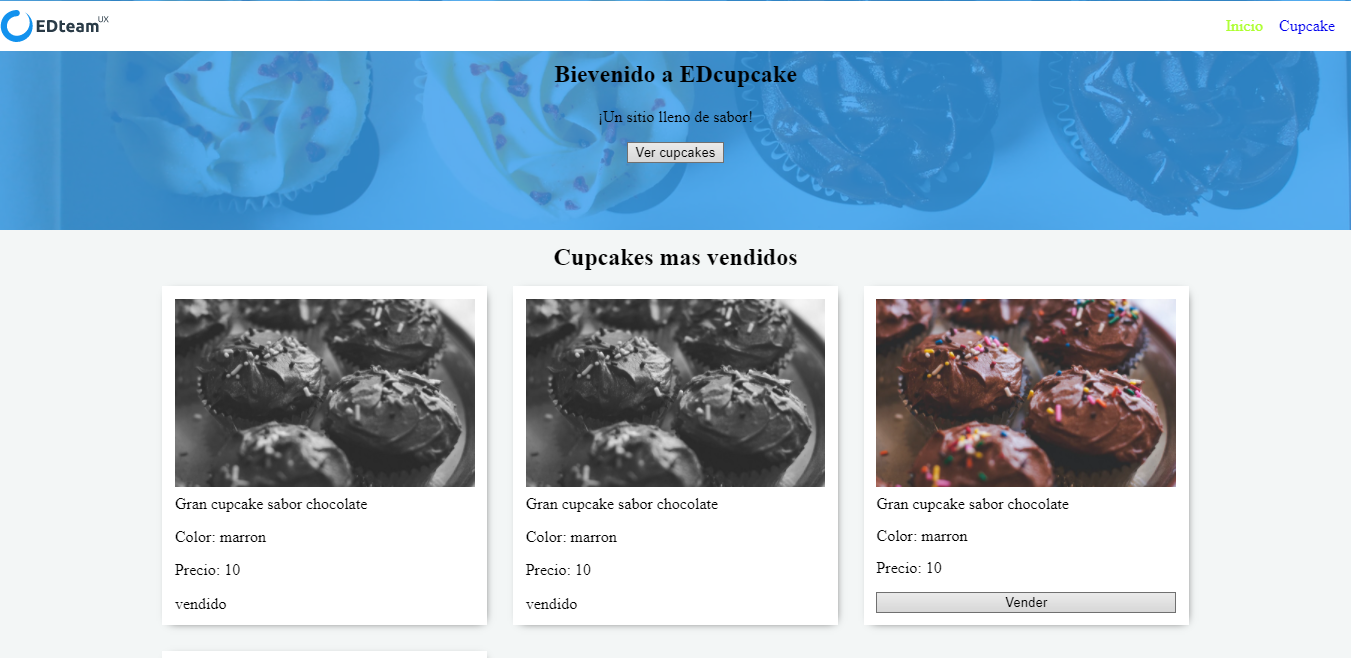 EDteam UX
Inicio Cupcake
Bievenido a EDcupcake
¡Un sitio lleno de sabor!
Ver cupcakes
Cupcakes mas vendidos
Gran cupcake sabor chocolate
Color: marron
Precio: 10
vendido
Gran cupcake sabor chocolate
Color: marron
Precio: 10
vendido
Gran cupcake sabor chocolate
Color: marron
Precio: 10
Vender